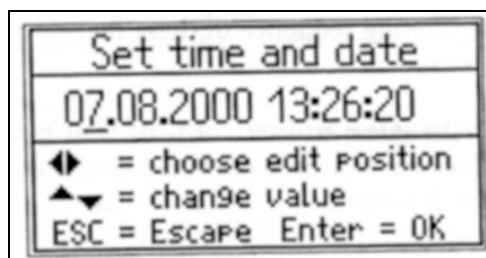 Set time and date
07.08.2000 13:26:20
◀▶ = choose edit position
▲▼ = change value
ESC = Escape Enter = OK